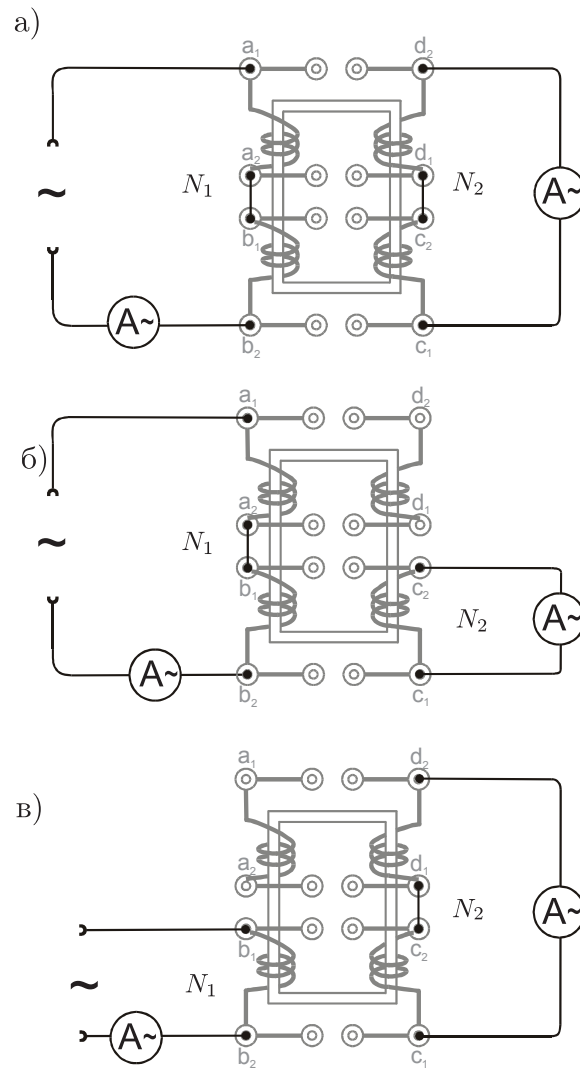 а)
a₁ d₂
a₂ d₁
N₁ N₂
~ A~
b₁ c₂
A~
b₂ c₁
б)
a₁ d₂
a₂ d₁
~ N₁
b₁ c₂
N₂ A~
A~
b₂ c₁
в)
a₁ d₂
a₂ d₁
N₂ A~
b₁ c₂
~ N₁
A~
b₂ c₁